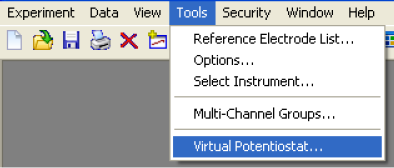 Experiment Data View Tools Security Window Help
Reference Electrode List...
Options...
Select Instrument...
Multi-Channel Groups...
Virtual Potentiostat...